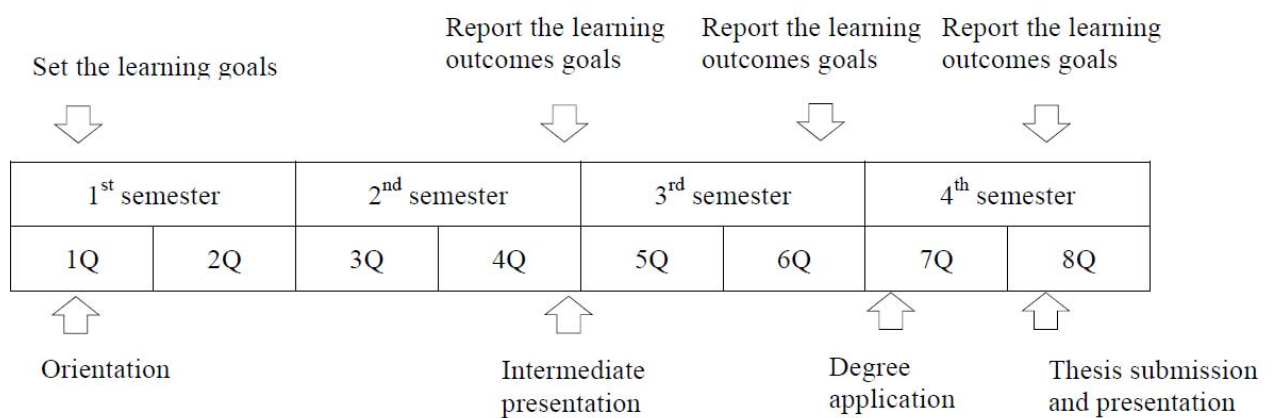 Set the learning goals
Report the learning
outcomes goals
Report the learning
outcomes goals
Report the learning
outcomes goals
1st semester
2nd semester
3rd semester
4th semester
1Q
2Q
3Q
4Q
5Q
6Q
7Q
8Q
Orientation
Intermediate
presentation
Degree
application
Thesis submission
and presentation